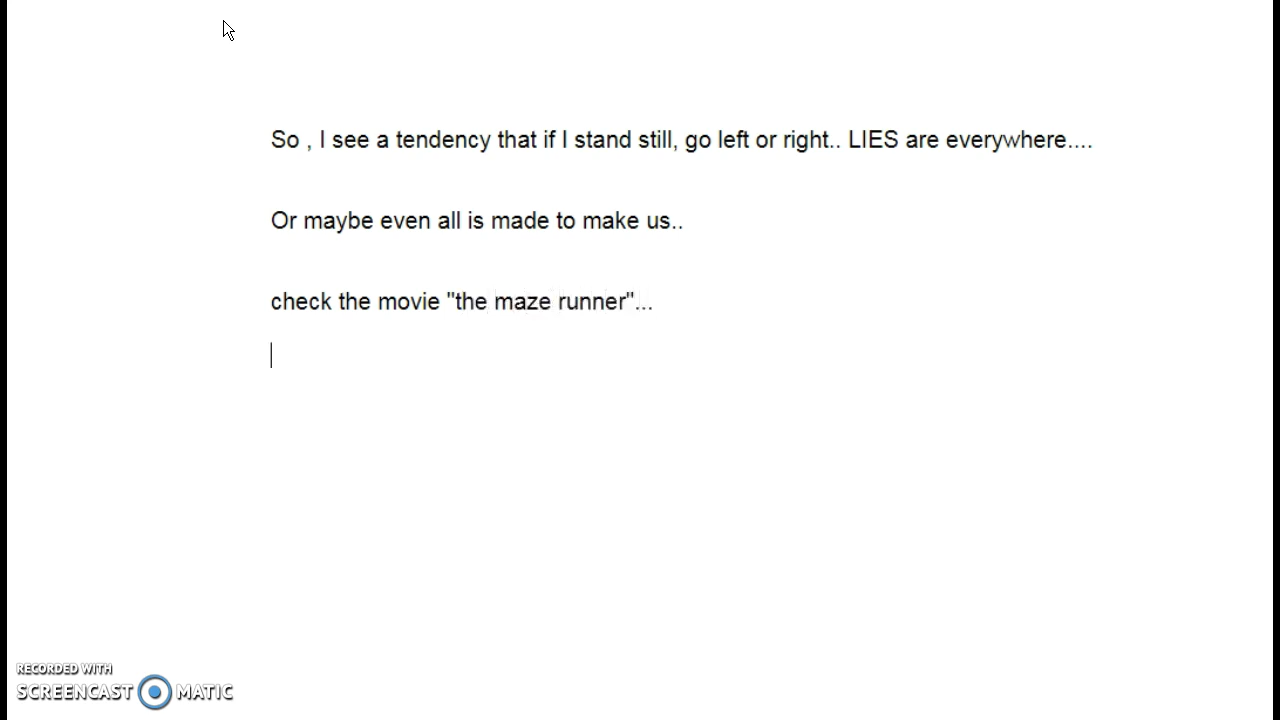 So , I see a tendency that if I stand still, go left or right.. LIES are everywhere....
Or maybe even all is made to make us..
check the movie "the maze runner"...
RECORDED WITH
SCREENCAST MATIC